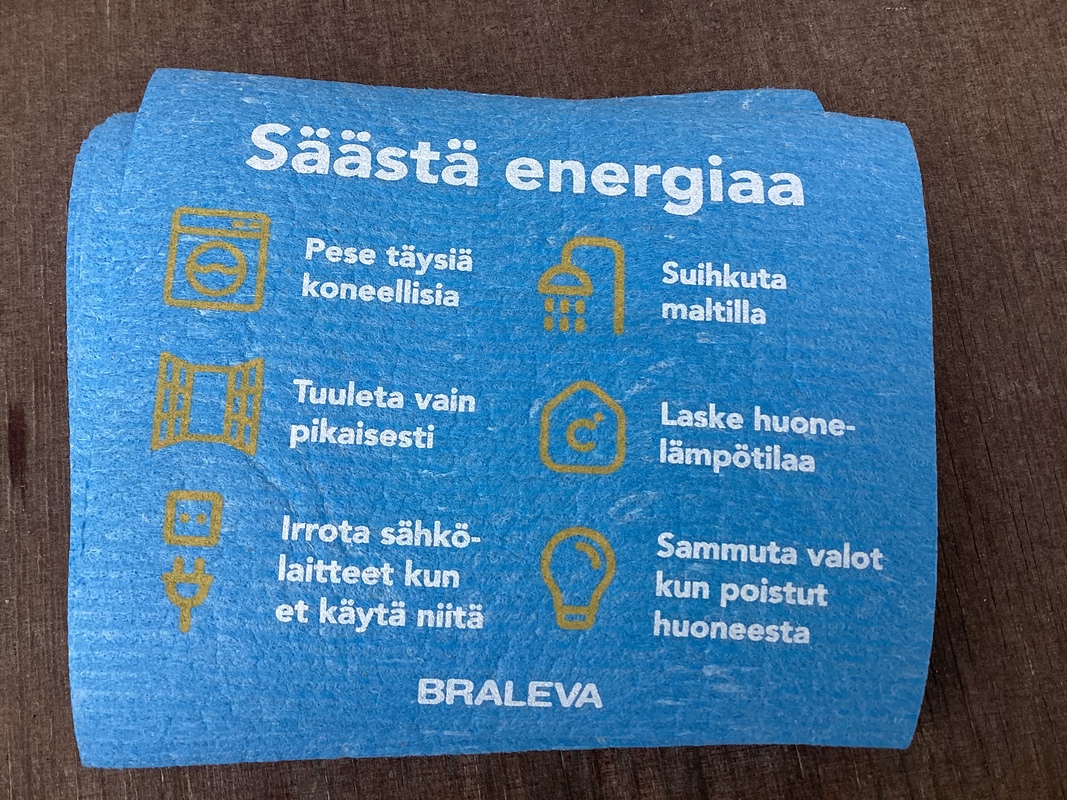 Säästä energiaa
Pese täysiä
koneellisia
Suihkuta
maltilla
Tuuleta vain
pikaisesti
C
Laske huone-
lämpötilaa
Irrota sähkö-
laitteet kun
et käytä niitä
Sammuta valot
kun poistut
huoneesta
BRALEVA